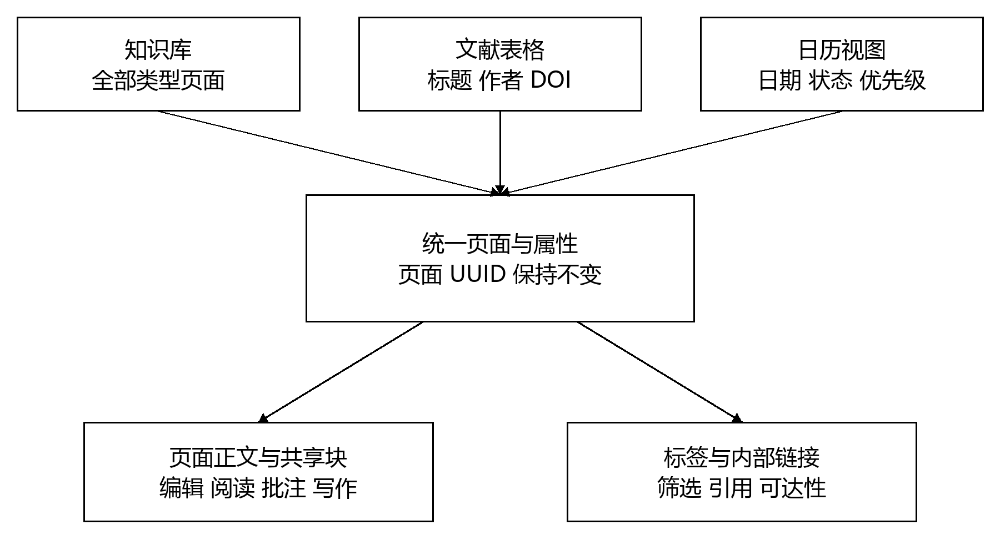 知识库
全部类型页面
文献表格
标题 作者 DOI
日历视图
日期 状态 优先级
统一页面与属性
页面 UUID 保持不变
页面正文与共享块
编辑 阅读 批注 写作
标签与内部链接
筛选 引用 可达性